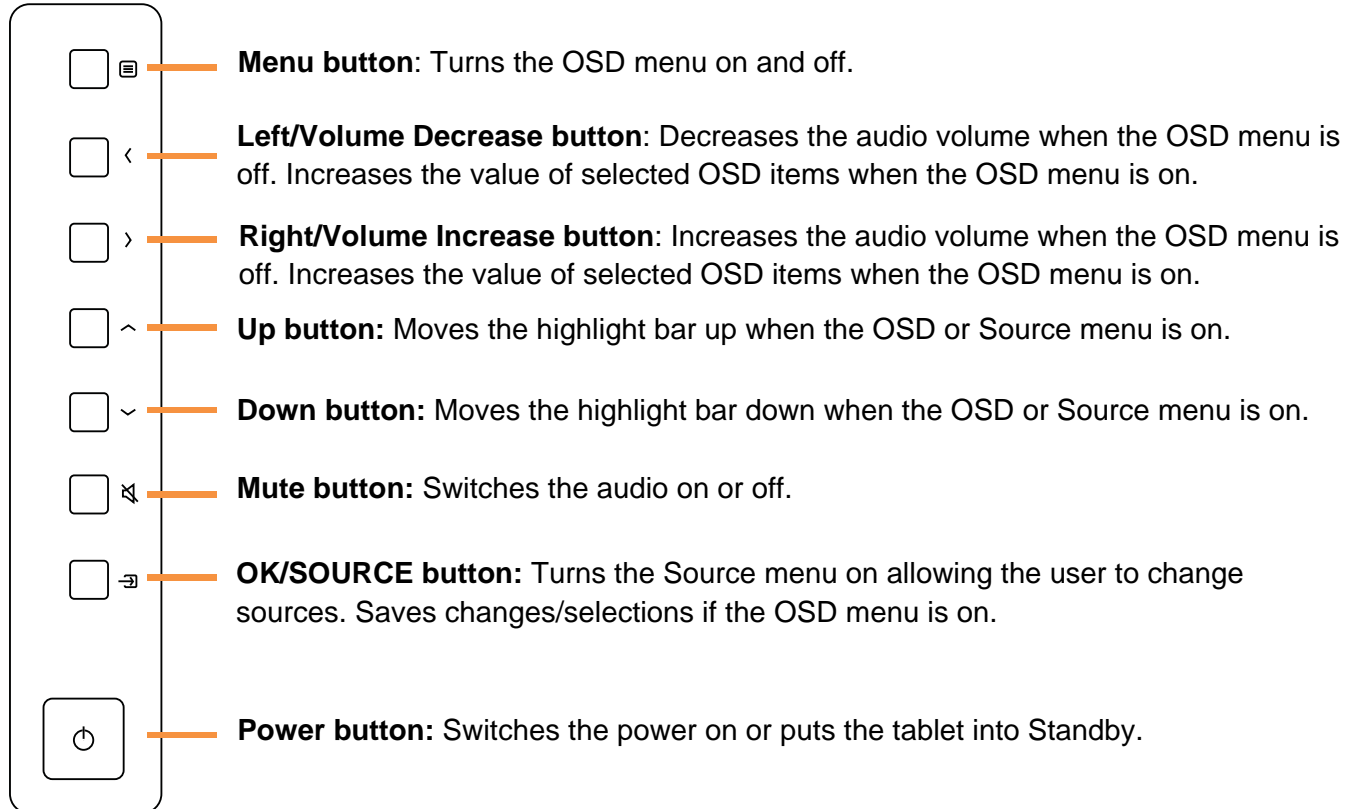 Menu button: Turns the OSD menu on and off.
Left/Volume Decrease button: Decreases the audio volume when the OSD menu is
off. Increases the value of selected OSD items when the OSD menu is on.
Right/Volume Increase button: Increases the audio volume when the OSD menu is
off. Increases the value of selected OSD items when the OSD menu is on.
Up button: Moves the highlight bar up when the OSD or Source menu is on.
Down button: Moves the highlight bar down when the OSD or Source menu is on.
Mute button: Switches the audio on or off.
OK/SOURCE button: Turns the Source menu on allowing the user to change
sources. Saves changes/selections if the OSD menu is on.
Power button: Switches the power on or puts the tablet into Standby.